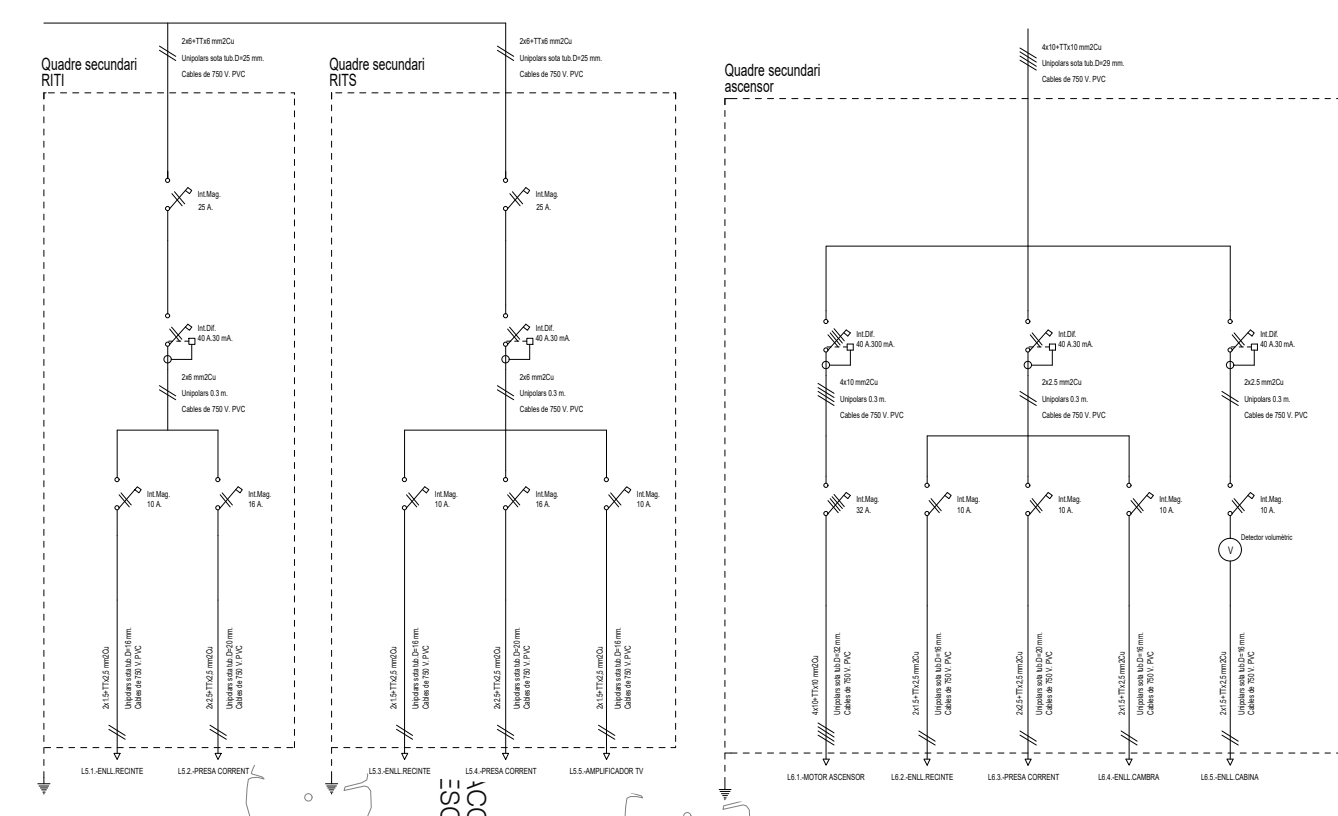 Quadre secundari
RITI
2x6+TTx6 mm2Cu
Unipolars sota tub.D=25 mm.
Cables de 750 V. PVC
Int.Mag.
25 A.
Int.Dif.
40 A.30 mA.
2x6 mm2Cu
Unipolars 0.3 m.
Cables de 750 V. PVC
Int.Mag.
10 A.
Int.Mag.
16 A.
2x1.5+TTx2.5 mm2Cu
Unipolars sota tub.D=16 mm.
Cables de 750 V. PVC
2x2.5+TTx2.5 mm2Cu
Unipolars sota tub.D=20 mm.
Cables de 750 V. PVC
L5.1.-ENLL.RECINTE
L5.2.-PRESA CORRENT
Quadre secundari
RITS
2x6+TTx6 mm2Cu
Unipolars sota tub.D=25 mm.
Cables de 750 V. PVC
Int.Mag.
25 A.
Int.Dif.
40 A.30 mA.
2x6 mm2Cu
Unipolars 0.3 m.
Cables de 750 V. PVC
Int.Mag.
10 A.
Int.Mag.
16 A.
Int.Mag.
10 A.
2x1.5+TTx2.5 mm2Cu
Unipolars sota tub.D=16 mm.
Cables de 750 V. PVC
2x2.5+TTx2.5 mm2Cu
Unipolars sota tub.D=20 mm.
Cables de 750 V. PVC
2x1.5+TTx2.5 mm2Cu
Unipolars sota tub.D=16 mm.
Cables de 750 V. PVC
L5.3.-ENLL.RECINTE
L5.4.-PRESA CORRENT
L5.5.-AMPLIFICADOR TV
Quadre secundari
ascensor
4x10+TTx10 mm2Cu
Unipolars sota tub.D=29 mm.
Cables de 750 V. PVC
Int.Dif.
40 A.300 mA.
Int.Dif.
40 A.30 mA.
Int.Dif.
40 A.30 mA.
4x10 mm2Cu
Unipolars 0.3 m.
Cables de 750 V. PVC
2x2.5 mm2Cu
Unipolars 0.3 m.
Cables de 750 V. PVC
2x2.5 mm2Cu
Unipolars 0.3 m.
Cables de 750 V. PVC
Int.Mag.
32 A.
Int.Mag.
10 A.
Int.Mag.
10 A.
Int.Mag.
10 A.
Int.Mag.
10 A.
Detector volumètric
V
4x10+TTx10 mm2Cu
Unipolars sota tub.D=32 mm.
Cables de 750 V. PVC
2x1.5+TTx2.5 mm2Cu
Unipolars sota tub.D=16 mm.
Cables de 750 V. PVC
2x2.5+TTx2.5 mm2Cu
Unipolars sota tub.D=20 mm.
Cables de 750 V. PVC
2x1.5+TTx2.5 mm2Cu
Unipolars sota tub.D=16 mm.
Cables de 750 V. PVC
2x1.5+TTx2.5 mm2Cu
Unipolars sota tub.D=16 mm.
Cables de 750 V. PVC
L6.1.-MOTOR ASCENSOR
L6.2.-ENLL.RECINTE
L6.3.-PRESA CORRENT
L6.4.-ENLL.CAMBRA
L6.5.-ENLL.CABINA